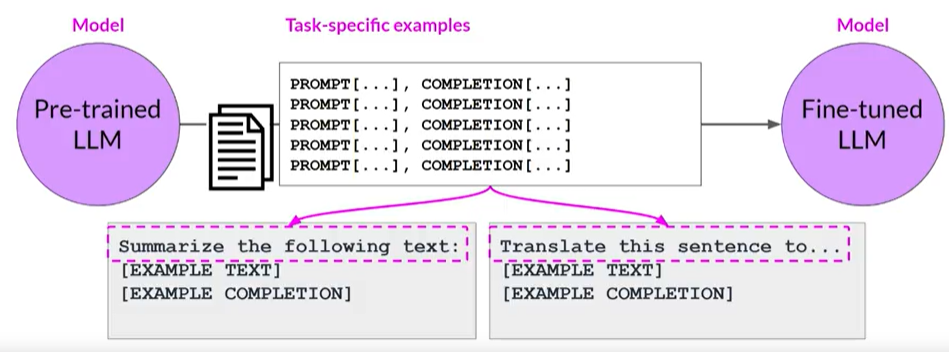 Model
Task-specific examples
Model
Pre-trained
LLM
PROMPT[...], COMPLETION[...]
PROMPT[...], COMPLETION[...]
PROMPT[...], COMPLETION[...]
PROMPT[...], COMPLETION[...]
PROMPT[...], COMPLETION[...]
Fine-tuned
LLM
Summarize the following text:
[EXAMPLE TEXT]
[EXAMPLE COMPLETION]
Translate this sentence to...
[EXAMPLE TEXT]
[EXAMPLE COMPLETION]